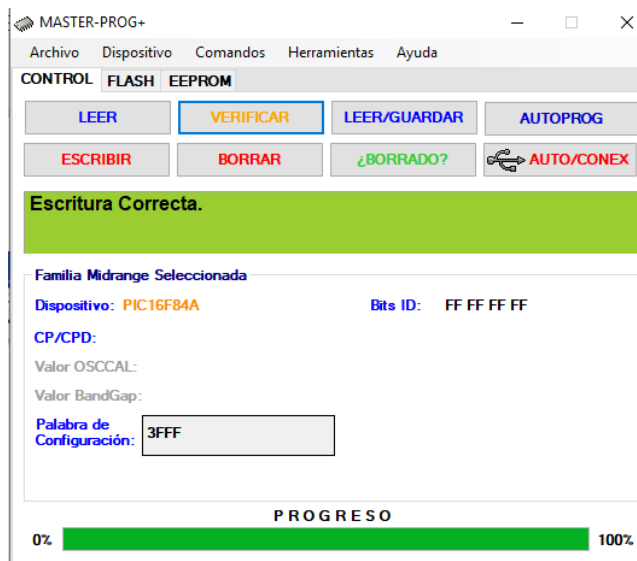 MASTER-PROG+
Archivo Dispositivo Comandos Herramientas Ayuda
CONTROL FLASH EEPROM
LEER VERIFICAR LEER/GUARDAR AUTOPROG
ESCRIBIR BORRAR ¿BORRADO? AUTO/CONEX
Escritura Correcta.
Familia Midrange Seleccionada
Dispositivo: PIC16F84A Bits ID: FF FF FF FF
CP/CPD:
Valor OSCCAL:
Valor BandGap:
Palabra de
Configuración: 3FFF
PROGRESO
0% 100%